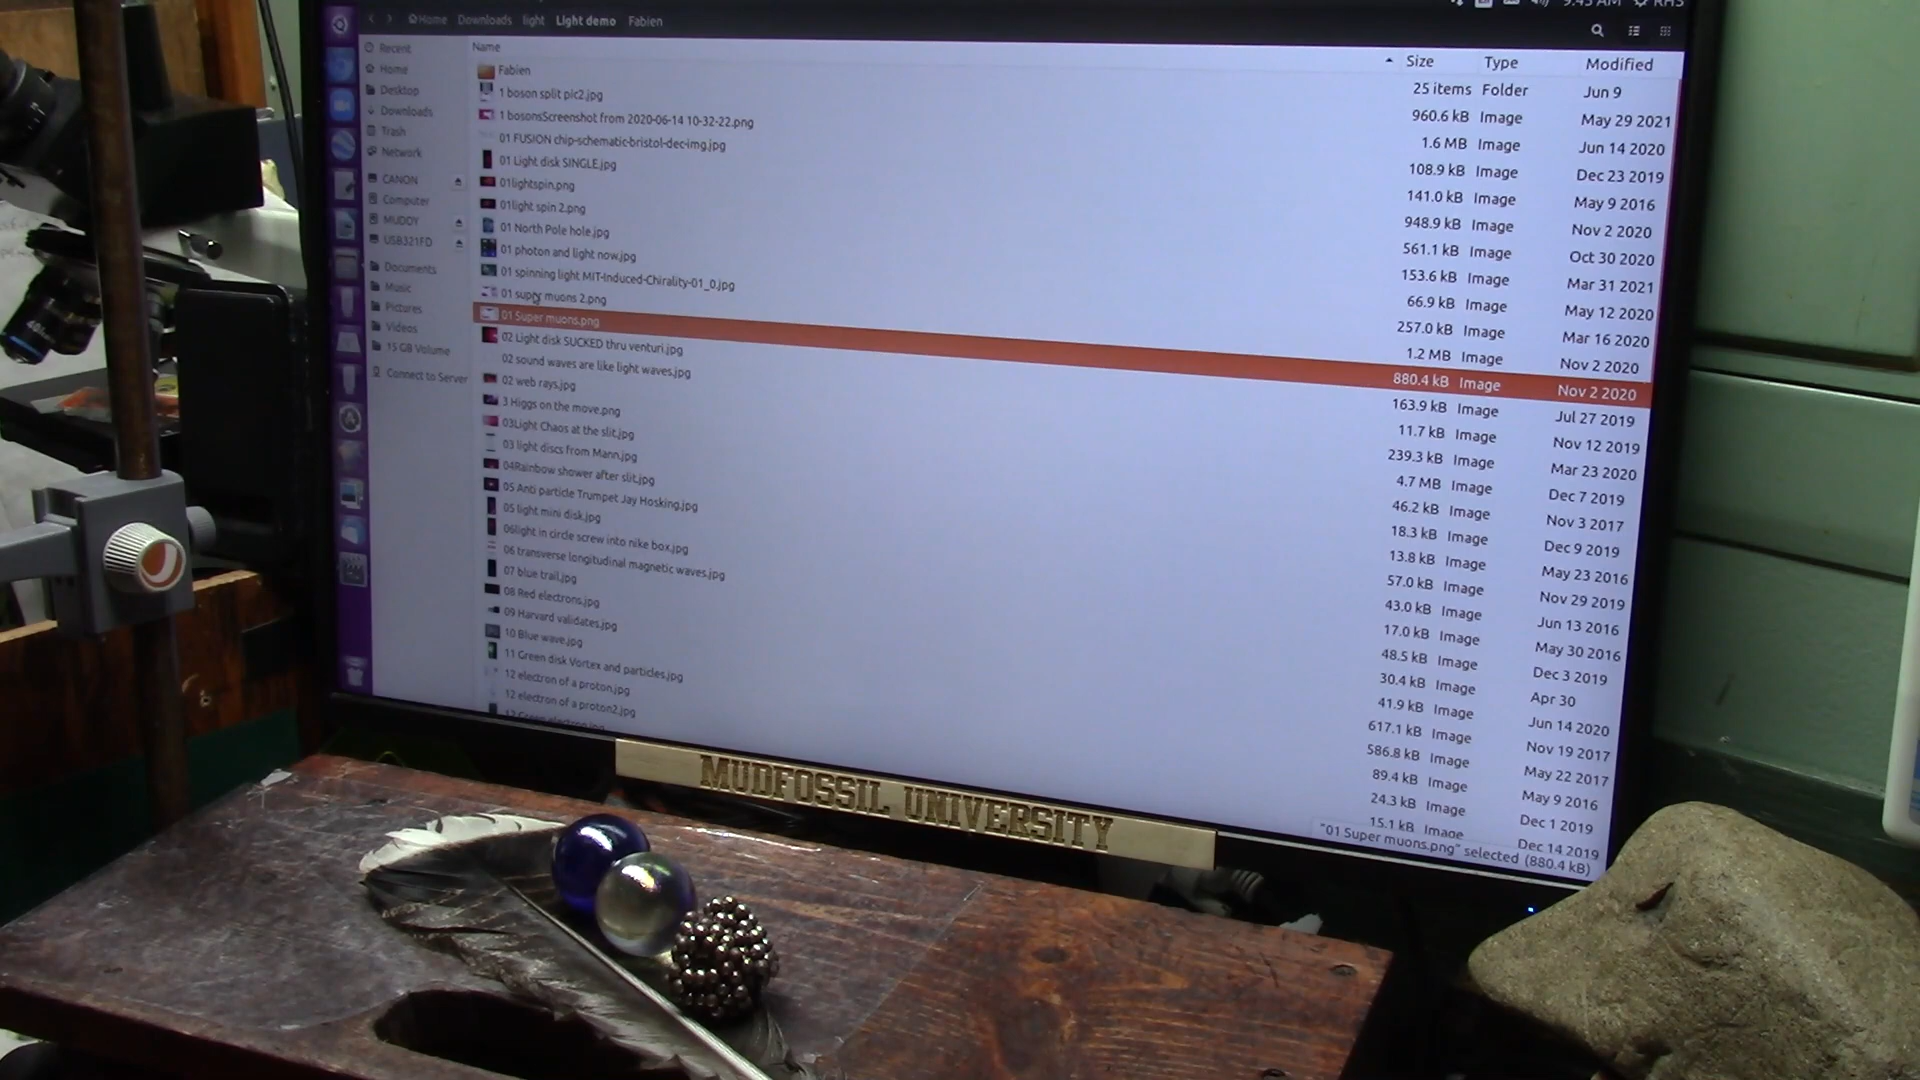 9:45 AM RHS
Home Downloads light Light demo Fabien
Recent
Home
Desktop
Downloads
Trash
Network
CANON
Computer
MUDDY
USB321FD
Documents
Music
Pictures
Videos
15 GB Volume
Connect to Server
Name Size Type Modified
Fabien 25 items Folder Jun 9
1 boson split pic2.jpg 960.6 kB Image May 29 2021
1 bosonsScreenshot from 2020-06-14 10-32-22.png 1.6 MB Image Jun 14 2020
01 FUSION chip-schematic-bristol-dec-img.jpg 108.9 kB Image Dec 23 2019
01 Light disk SINGLE.jpg 141.0 kB Image May 9 2016
01lightspin.png 948.9 kB Image Nov 2 2020
01light spin 2.png 561.1 kB Image Oct 30 2020
01 North Pole hole.jpg 153.6 kB Image Mar 31 2021
01 photon and light now.jpg 66.9 kB Image May 12 2020
01 spinning light MIT-Induced-Chirality-01_0.jpg 257.0 kB Image Mar 16 2020
01 super muons 2.png 1.2 MB Image Nov 2 2020
01 Super muons.png 880.4 kB Image Nov 2 2020
02 Light disk SUCKED thru venturi.jpg 163.9 kB Image Jul 27 2019
02 sound waves are like light waves.jpg 11.7 kB Image Nov 12 2019
02 web rays.jpg 239.3 kB Image Mar 23 2020
3 Higgs on the move.png 4.7 MB Image Dec 7 2019
03Light Chaos at the slit.jpg 46.2 kB Image Nov 3 2017
03 light discs from Mann.jpg 18.3 kB Image Dec 9 2019
04Rainbow shower after slit.jpg 13.8 kB Image May 23 2016
05 Anti particle Trumpet Jay Hosking.jpg 57.0 kB Image Nov 29 2019
05 light mini disk.jpg 43.0 kB Image Jun 13 2016
06light in circle screw into nike box.jpg 17.0 kB Image May 30 2016
06 transverse longitudinal magnetic waves.jpg 48.5 kB Image Dec 3 2019
07 blue trail.jpg 30.4 kB Image Apr 30
08 Red electrons.jpg 41.9 kB Image Jun 14 2020
09 Harvard validates.jpg 617.1 kB Image Nov 19 2017
10 Blue wave.jpg 586.8 kB Image May 22 2017
11 Green disk Vortex and particles.jpg 89.4 kB Image May 9 2016
12 electron of a proton.jpg 24.3 kB Image Dec 1 2019
12 electron of a proton2.jpg 15.1 kB Image Dec 14 2019
12 Green electron.jpg
"01 Super muons.png" selected (880.4 kB)
MUDFOSSIL UNIVERSITY